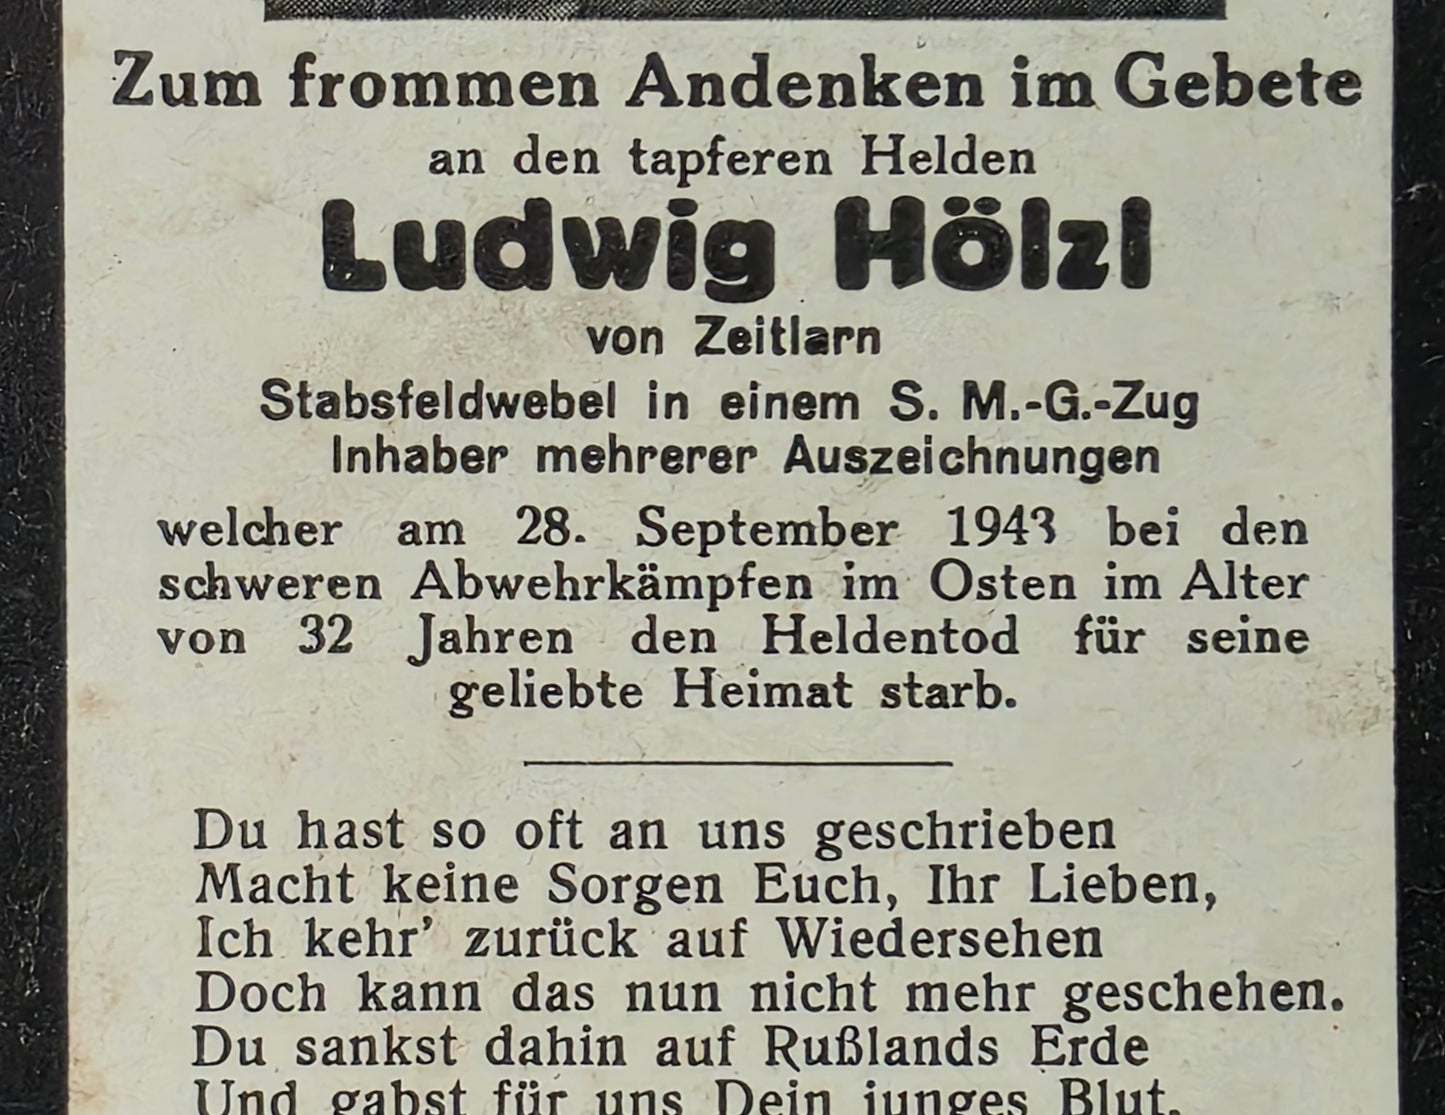 Zum frommen Andenken im Gebete
an den tapferen Helden
Ludwig Hölzl
von Zeitlarn
Stabsfeldwebel in einem S. M.-G.-Zug
Inhaber mehrerer Auszeichnungen
welcher am 28. September 1943 bei den
schweren Abwehrkämpfen im Osten im Alter
von 32 Jahren den Heldentod für seine
geliebte Heimat starb.
Du hast so oft an uns geschrieben
Macht keine Sorgen Euch, Ihr Lieben,
Ich kehr’ zurück auf Wiedersehen
Doch kann das nun nicht mehr geschehen.
Du sankst dahin auf Rußlands Erde
Und gabst für uns Dein junges Blut.